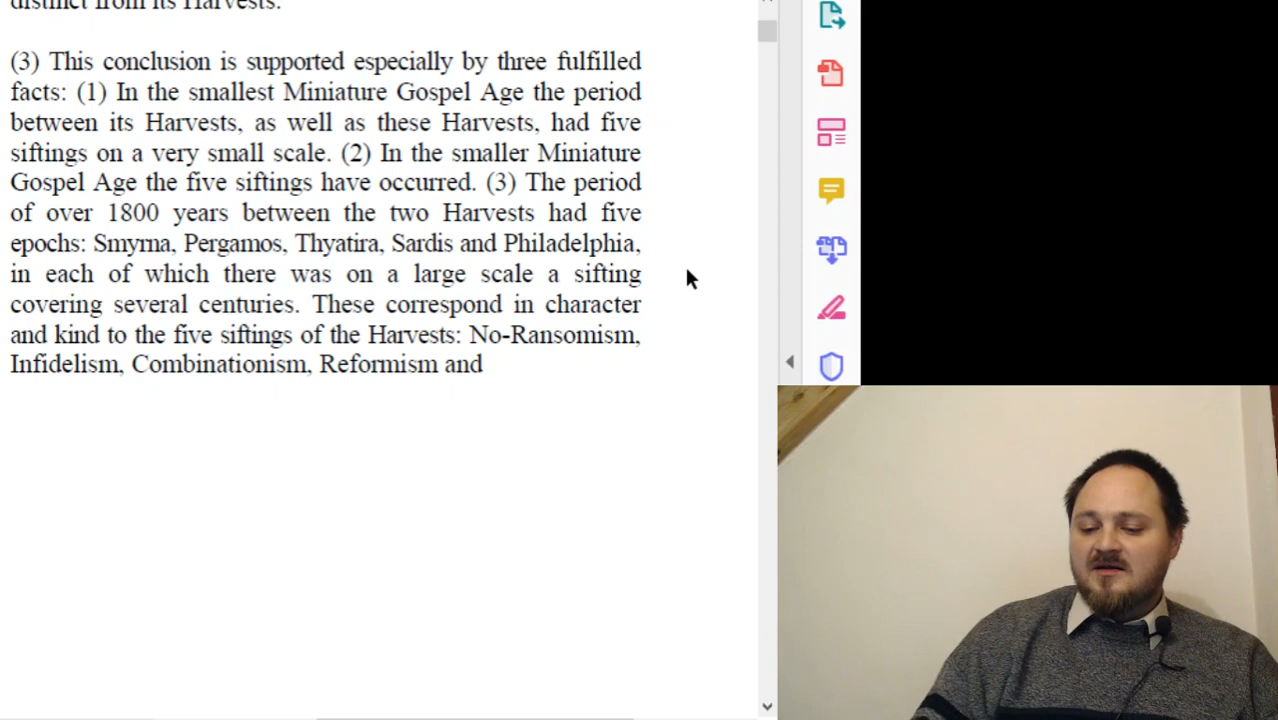 distinct from its Harvests.
(3) This conclusion is supported especially by three fulfilled
facts: (1) In the smallest Miniature Gospel Age the period
between its Harvests, as well as these Harvests, had five
siftings on a very small scale. (2) In the smaller Miniature
Gospel Age the five siftings have occurred. (3) The period
of over 1800 years between the two Harvests had five
epochs: Smyrna, Pergamos, Thyatira, Sardis and Philadelphia,
in each of which there was on a large scale a sifting
covering several centuries. These correspond in character
and kind to the five siftings of the Harvests: No-Ransomism,
Infidelism, Combinationism, Reformism and